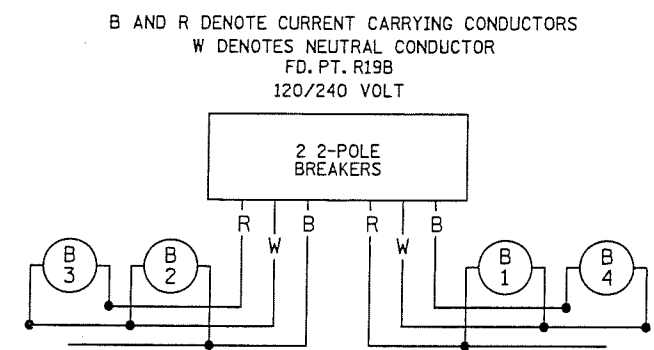 B AND R DENOTE CURRENT CARRYING CONDUCTORS
W DENOTES NEUTRAL CONDUCTOR
FD. PT. R19B
120/240 VOLT
2 2-POLE
BREAKERS
R W B R W B
B 3 B 2 B 1 B 4